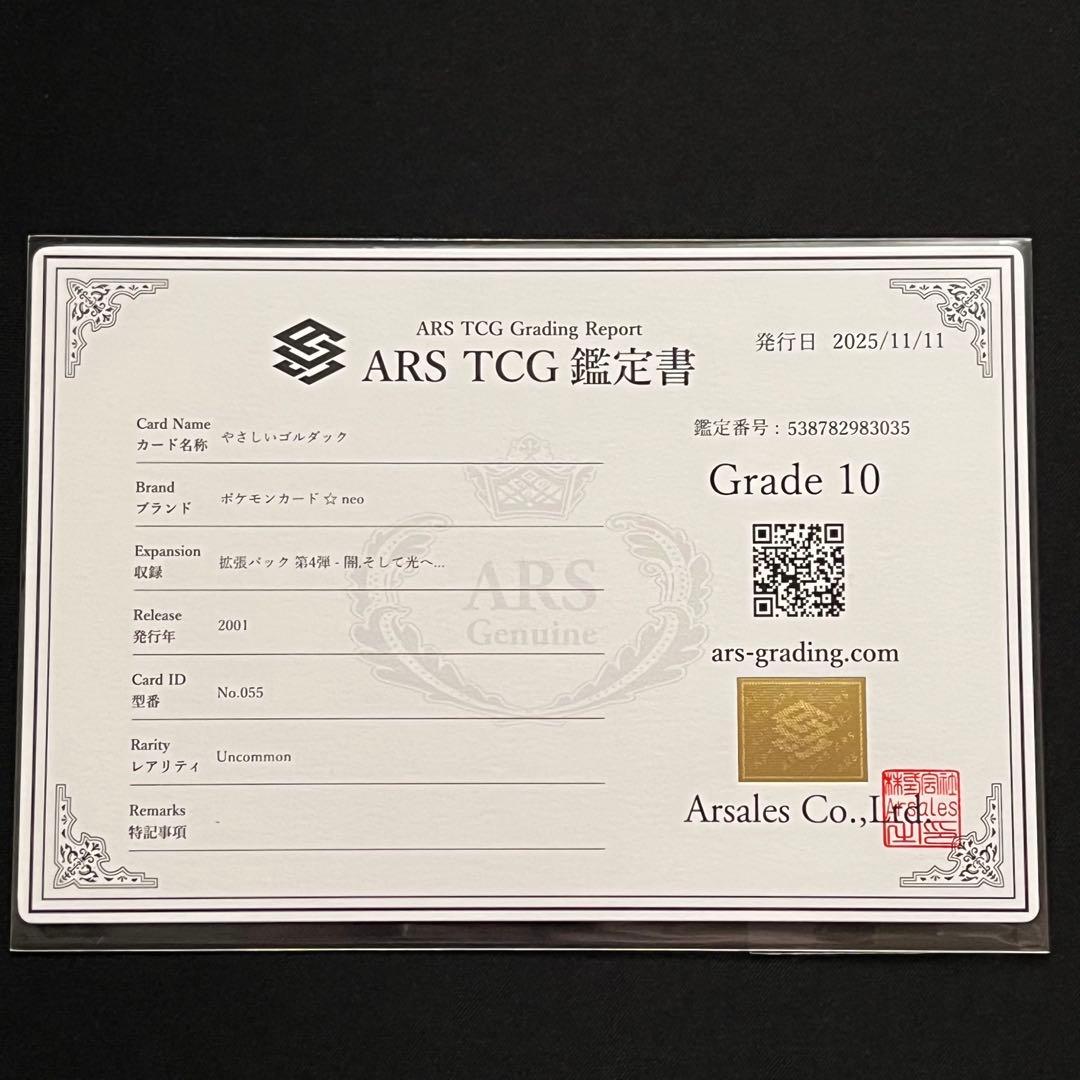 ARS TCG Grading Report
ARS TCG 鑑定書
発行日 2025/11/11
Card Name
カード名称 やさしいゴルダック
Brand
ブランド ポケモンカード ☆ neo
Expansion
収録 拡張パック 第4弾 - 闇,そして光へ...
Release
発行年 2001
Card ID
型番 No.055
Rarity
レアリティ Uncommon
Remarks
特記事項 -
ARS
Genuine
鑑定番号 : 538782983035
Grade 10
ars-grading.com
Arsales Co.,Ltd.
株式会社
Arsales